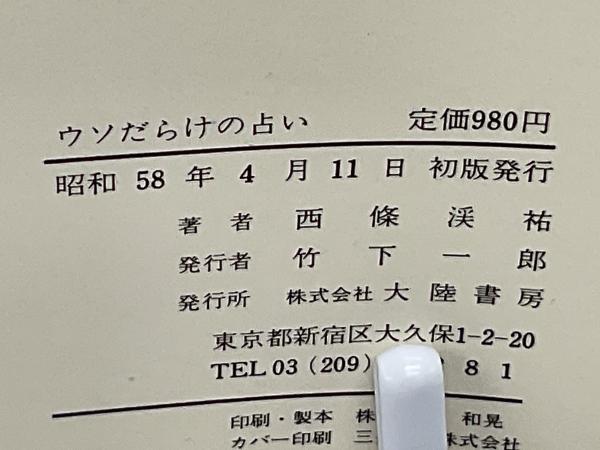 ウソだらけの占い 定価980円
昭和 58 年 4 月 11 日 初版発行
著者 西條渓祐
発行者 竹下一郎
発行所 株式会社 大陸書房
東京都新宿区大久保1-2-20
TEL 03 (209) 8 1
印刷・製本 株 和晃
カバー印刷 三 株式会社